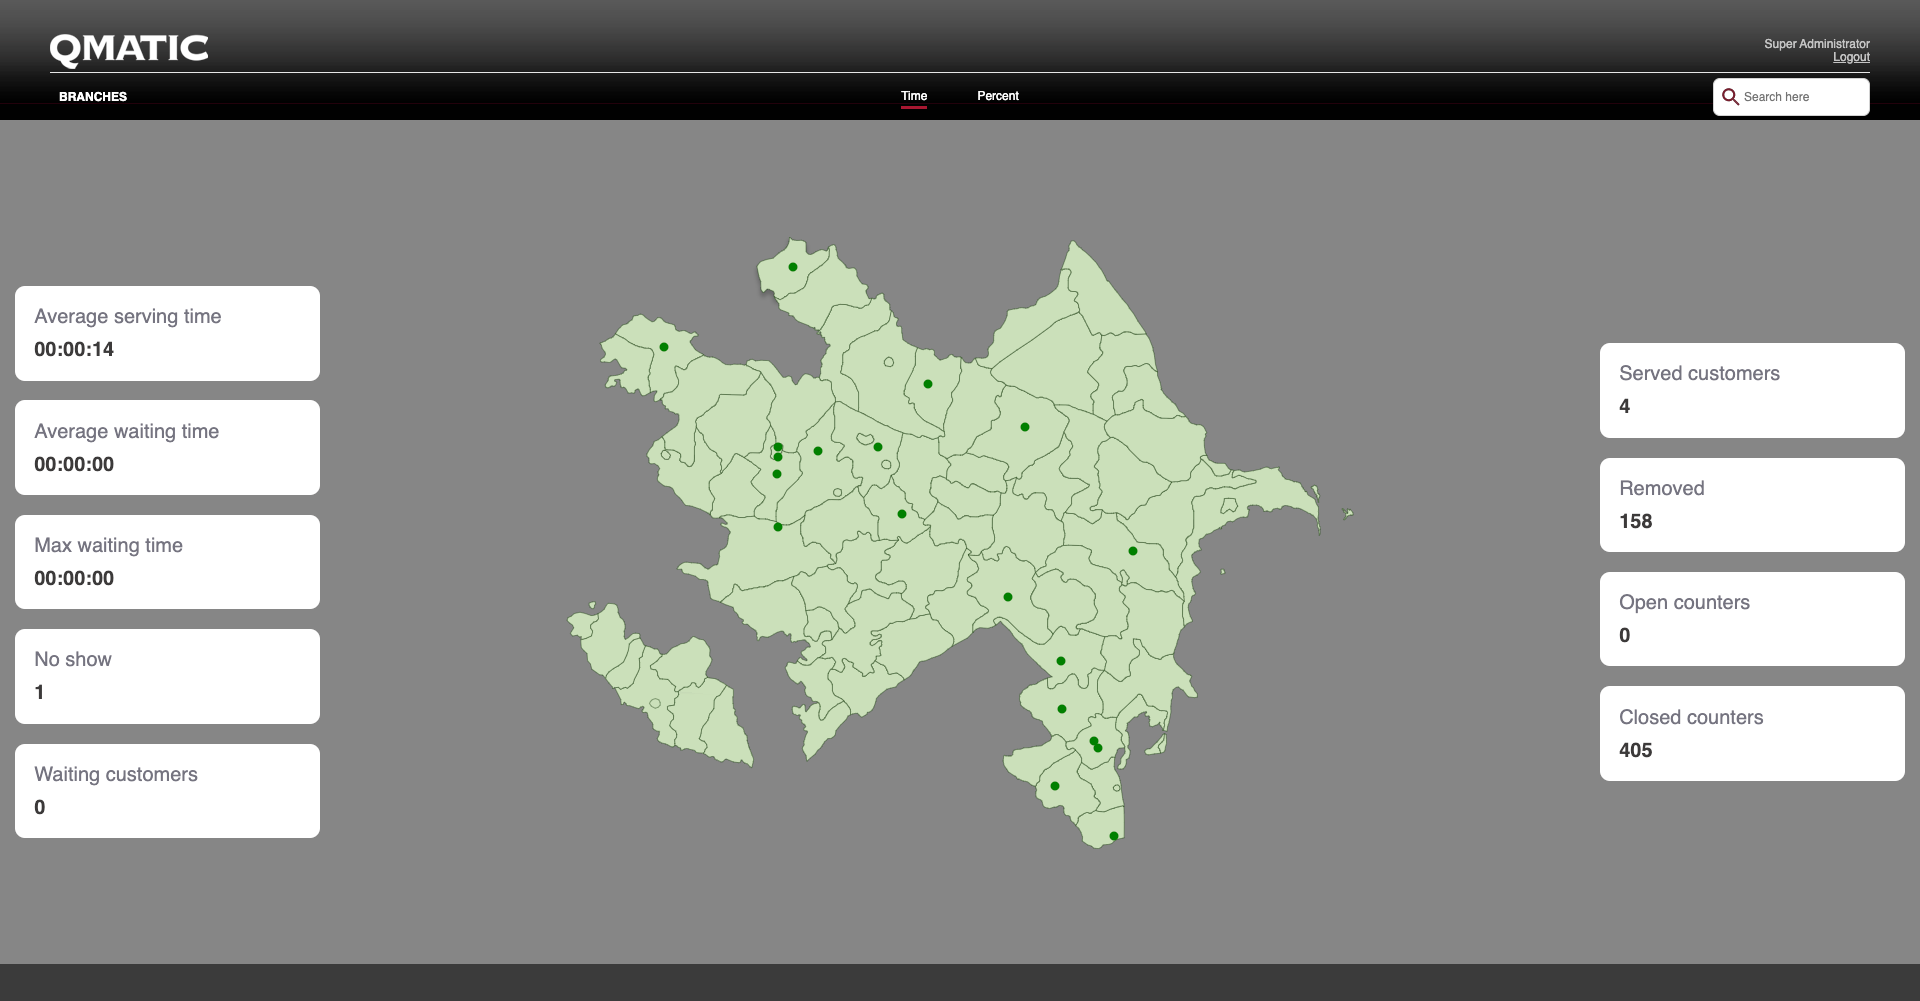 QMATIC
Super Administrator
Logout
BRANCHES
Time
Percent
Search here
Average serving time
00:00:14
Average waiting time
00:00:00
Max waiting time
00:00:00
No show
1
Waiting customers
0
Served customers
4
Removed
158
Open counters
0
Closed counters
405